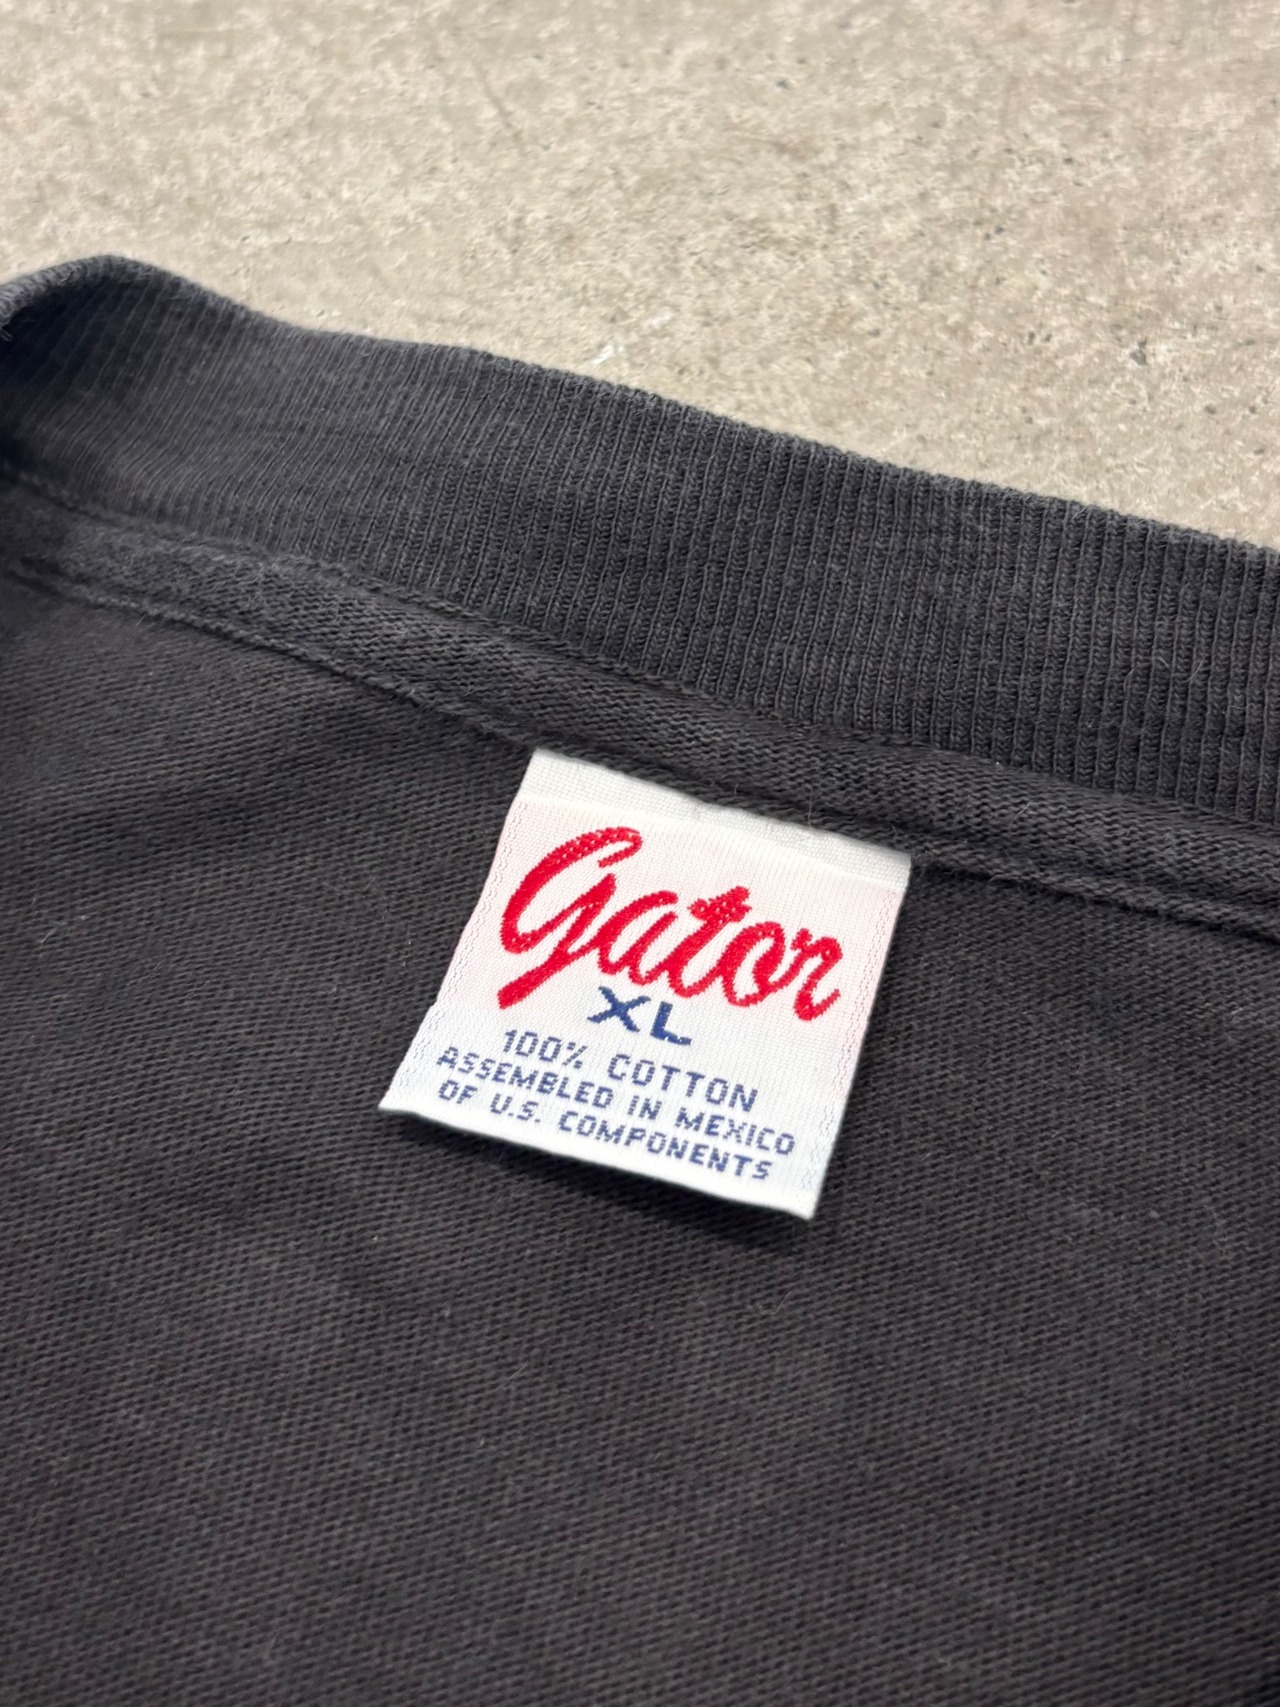 Gator
XL
100% COTTON
ASSEMBLED IN MEXICO
OF U.S. COMPONENTS